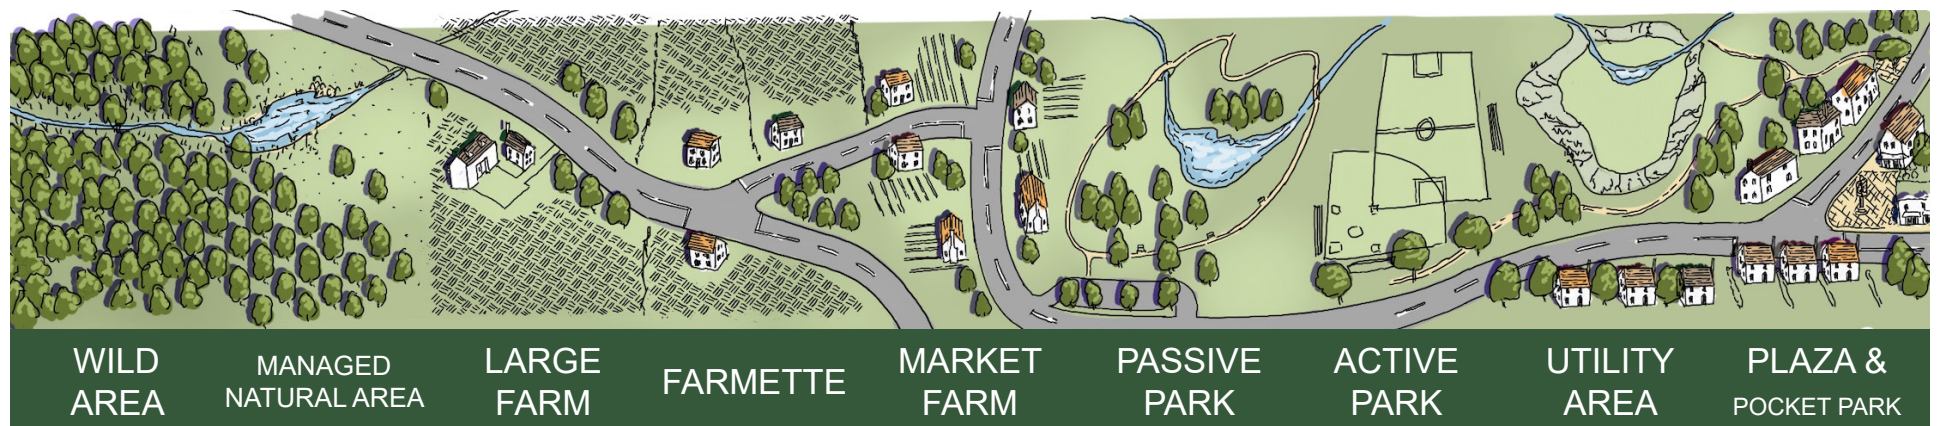 WILD
AREA
MANAGED
NATURAL AREA
LARGE
FARM
FARMETTE
MARKET
FARM
PASSIVE
PARK
ACTIVE
PARK
UTILITY
AREA
PLAZA &
POCKET PARK